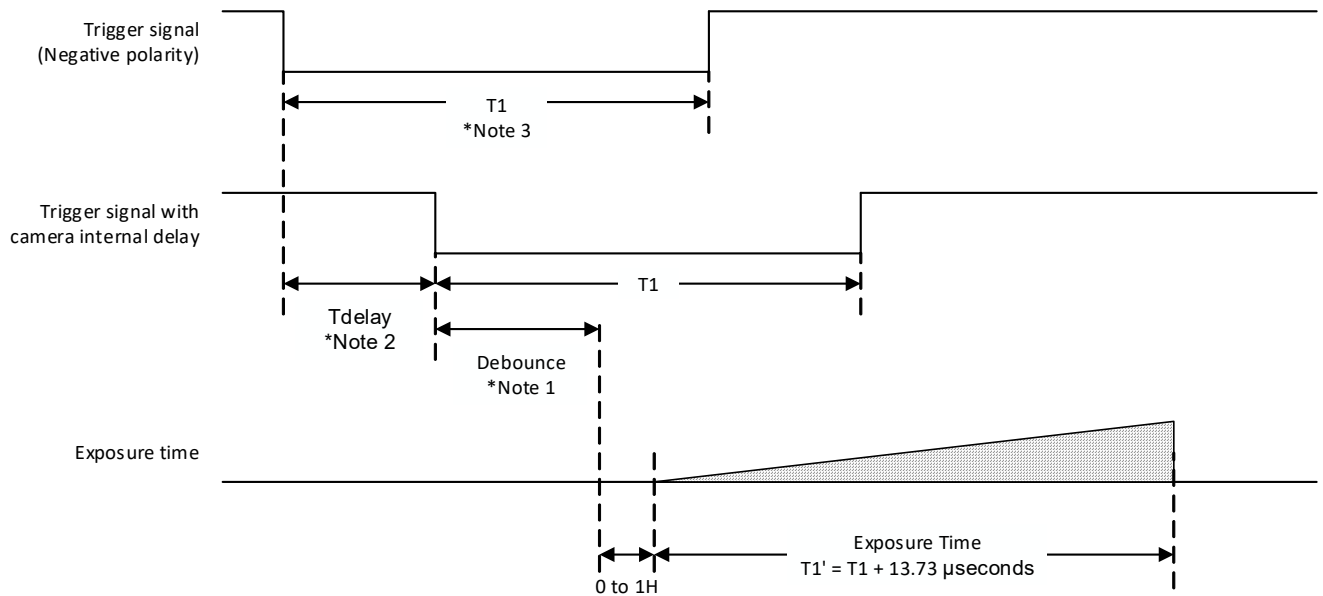 Trigger signal
(Negative polarity)
T1
*Note 3
Trigger signal with
camera internal delay
T1
Tdelay
*Note 2
Debounce
*Note 1
Exposure time
Exposure Time
T1' = T1 + 13.73 µseconds
0 to 1H